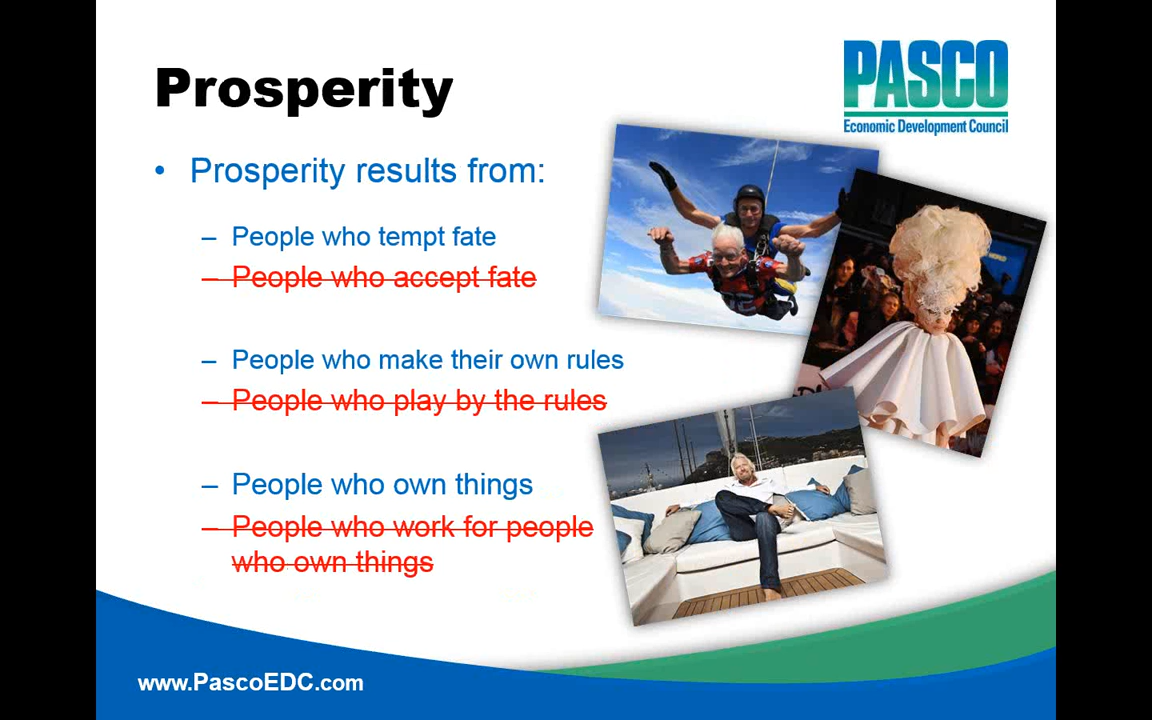 Prosperity
PASCO
Economic Development Council
• Prosperity results from:
– People who tempt fate
– People who accept fate
– People who make their own rules
– People who play by the rules
– People who own things
– People who work for people
who own things
www.PascoEDC.com